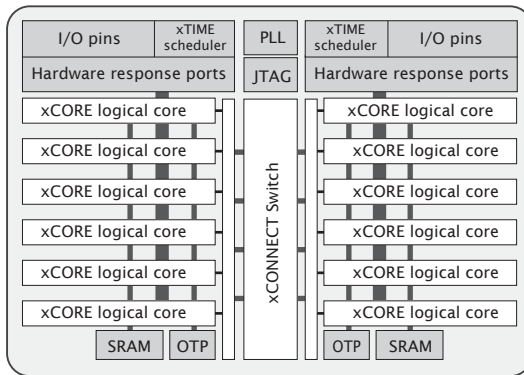 I/O pins
xTIME
scheduler
Hardware response ports
xCORE logical core
xCORE logical core
xCORE logical core
xCORE logical core
xCORE logical core
xCORE logical core
SRAM
OTP
PLL
JTAG
xCONNECT Switch
xTIME
scheduler
I/O pins
Hardware response ports
xCORE logical core
xCORE logical core
xCORE logical core
xCORE logical core
xCORE logical core
xCORE logical core
OTP
SRAM